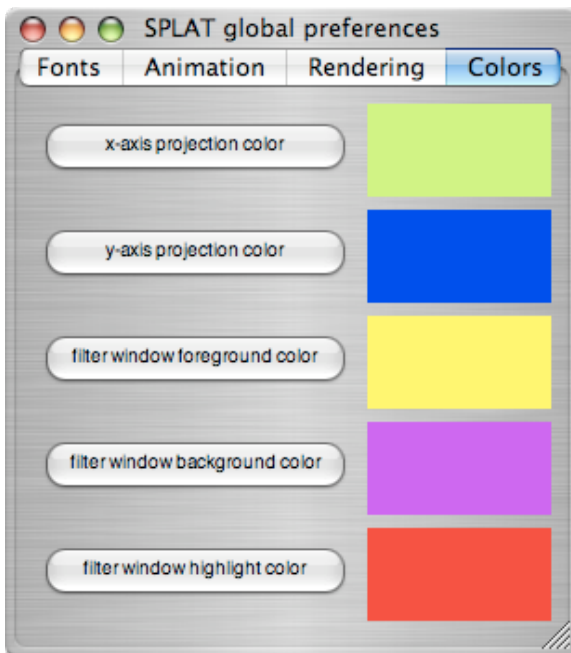 SPLAT global preferences
Fonts Animation Rendering Colors
x-axis projection color
y-axis projection color
filter window foreground color
filter window background color
filter window highlight color